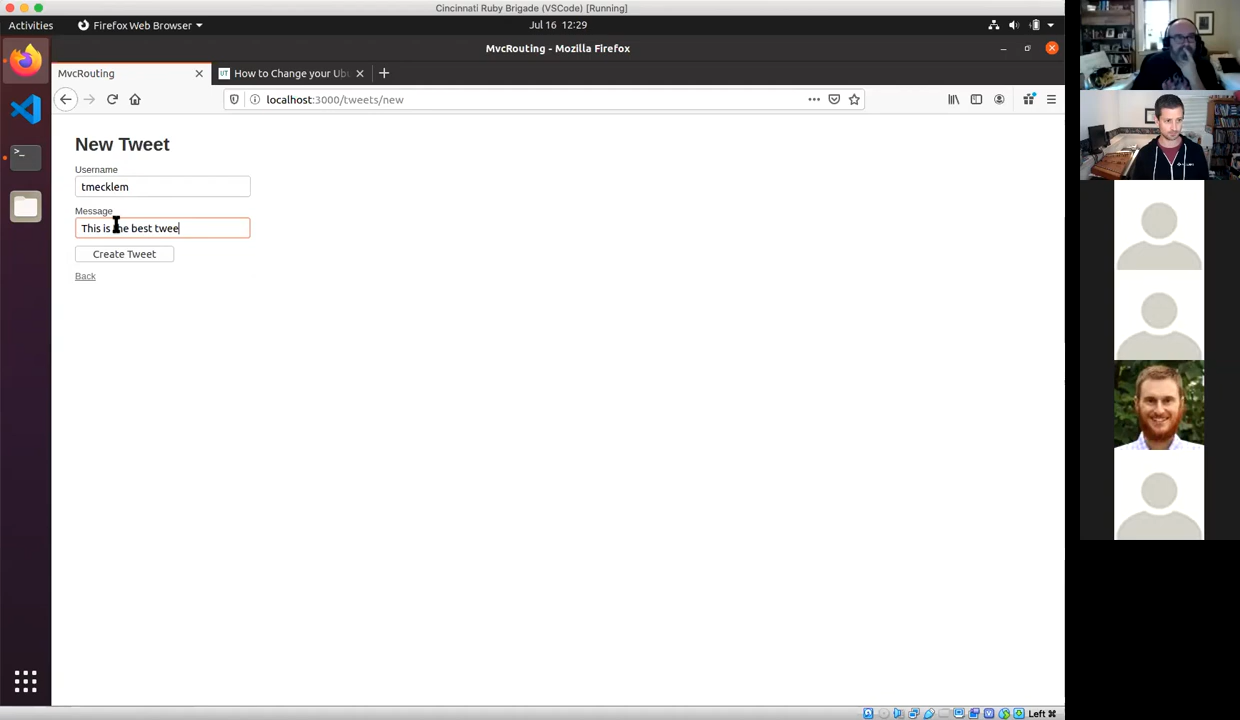 Cincinnati Ruby Brigade (VSCode) [Running]
Activities
Firefox Web Browser
Jul 16 12:29
MvcRouting - Mozilla Firefox
MvcRouting
How to Change your Ubu
localhost:3000/tweets/new
New Tweet
Username
tmecklem
Message
This is the best twee
Create Tweet
Back
Left ⌘